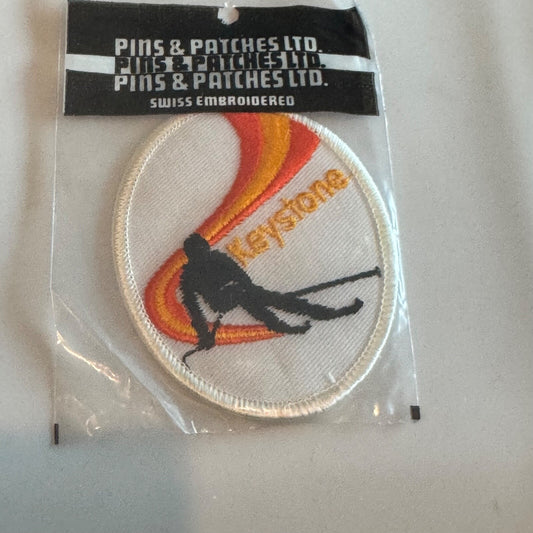 PINS & PATCHES LTD.
PINS & PATCHES LTD.
PINS & PATCHES LTD.
SWISS EMBROIDERED
Keystone